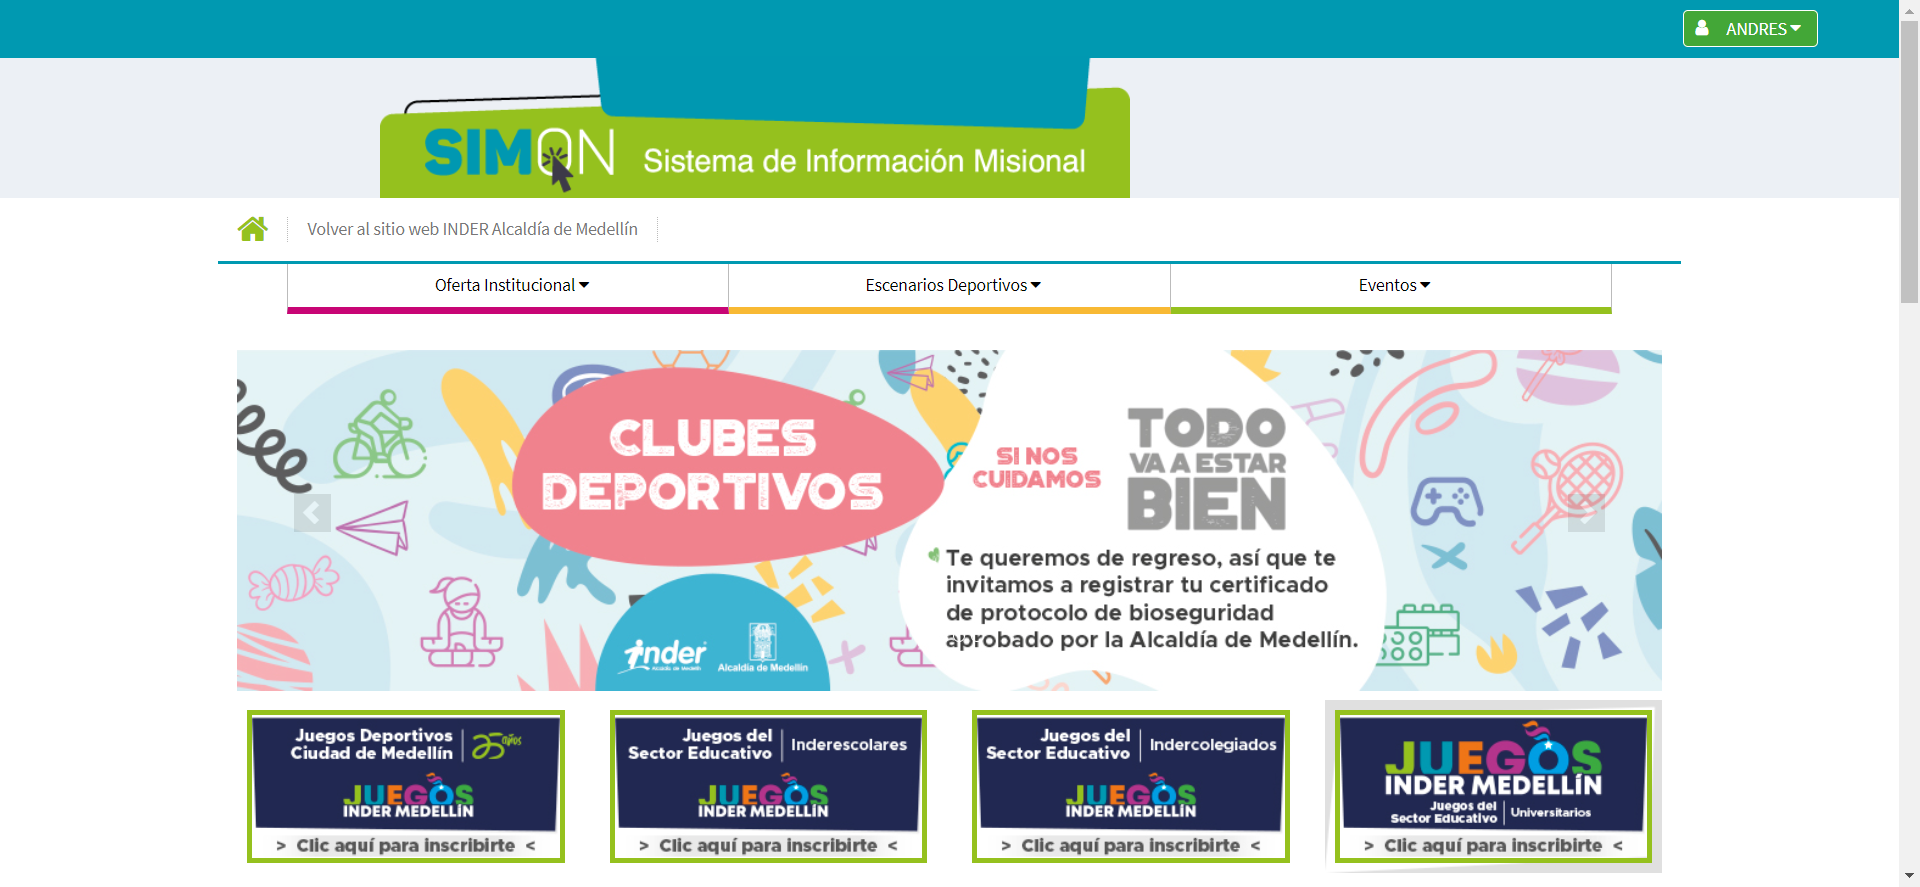 ANDRES
SIMON Sistema de Información Misional
Volver al sitio web INDER Alcaldía de Medellín
Oferta Institucional
Escenarios Deportivos
Eventos
CLUBES
DEPORTIVOS
SI NOS
CUIDAMOS
TODO
VA A ESTAR
BIEN
Te queremos de regreso, así que te
invitamos a registrar tu certificado
de protocolo de bioseguridad
aprobado por la Alcaldía de Medellín.
inder
Alcaldía de Medellín
Alcaldía de Medellín
Juegos Deportivos
Ciudad de Medellín
25 años
JUEGOS
INDER MEDELLÍN
> Clic aquí para inscribirte <
Juegos del
Sector Educativo
Inderescolares
JUEGOS
INDER MEDELLÍN
> Clic aquí para inscribirte <
Juegos del
Sector Educativo
Indercolegiados
JUEGOS
INDER MEDELLÍN
> Clic aquí para inscribirte <
JUEGOS
INDER MEDELLÍN
Juegos del
Sector Educativo
Universitarios
> Clic aquí para inscribirte <